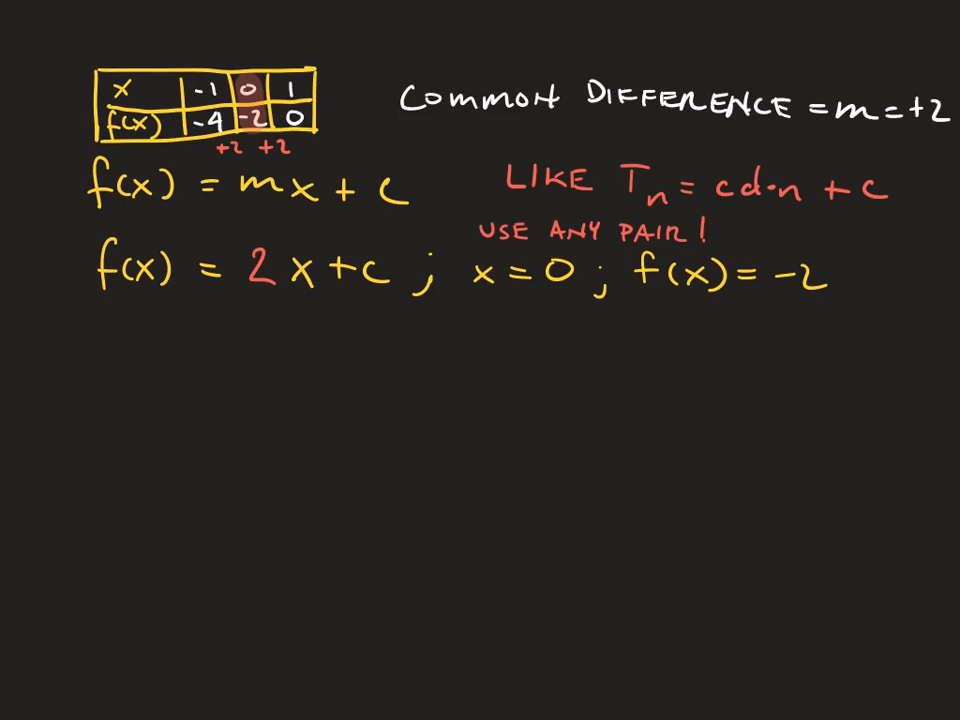 x -1 0 1
f(x) -4 -2 0
+2 +2
COMMON DIFFERENCE = m = +2
f(x) = mx + c
LIKE Tn = cd·n + c
USE ANY PAIR!
f(x) = 2x + c ; x = 0 ; f(x) = -2